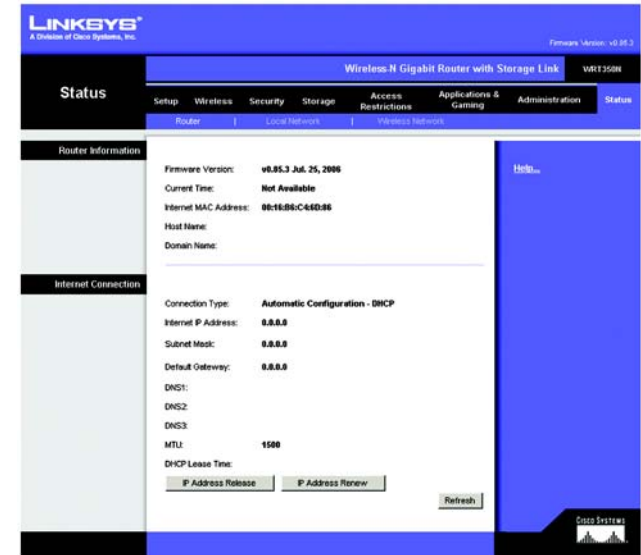 LINKSYS®
A Division of Cisco Systems, Inc.
Firmware Version: v0.05.3
Wireless-N Gigabit Router with Storage Link WRT350N
Status
Setup Wireless Security Storage Access Restrictions Applications & Gaming Administration Status
Router | Local Network | Wireless Network
Router Information
Help...
Firmware Version: v0.05.3 Jul. 25, 2006
Current Time: Not Available
Internet MAC Address: 00:16:B6:C4:6D:86
Host Name:
Domain Name:
Internet Connection
Connection Type: Automatic Configuration - DHCP
Internet IP Address: 0.0.0.0
Subnet Mask: 0.0.0.0
Default Gateway: 0.0.0.0
DNS1:
DNS2:
DNS3:
MTU: 1500
DHCP Lease Time:
IP Address Release IP Address Renew
Refresh
CISCO SYSTEMS